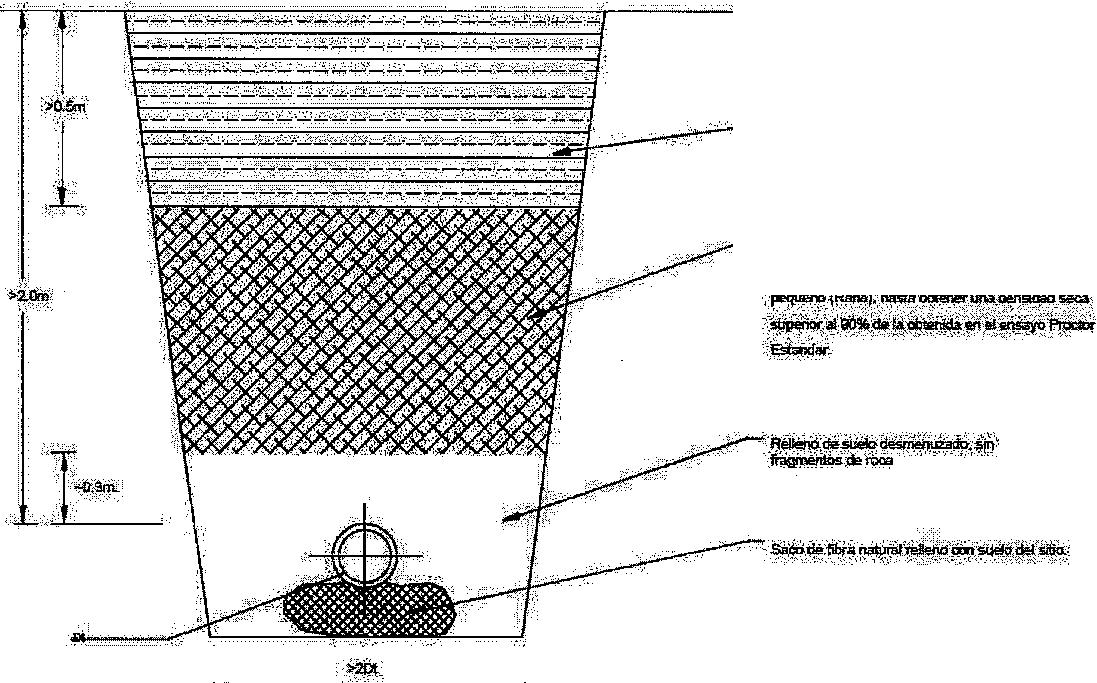 >0.5m
>2.0m
pequeño (Rana), hasta obtener una densidad seca
superior al 90% de la obtenida en el ensayo Proctor
Estandar.
Relleno de suelo desmenuzado, sin
fragmentos de roca
~0.3m.
Saco de fibra natural relleno con suelo del sitio.
Dt
>2Dt